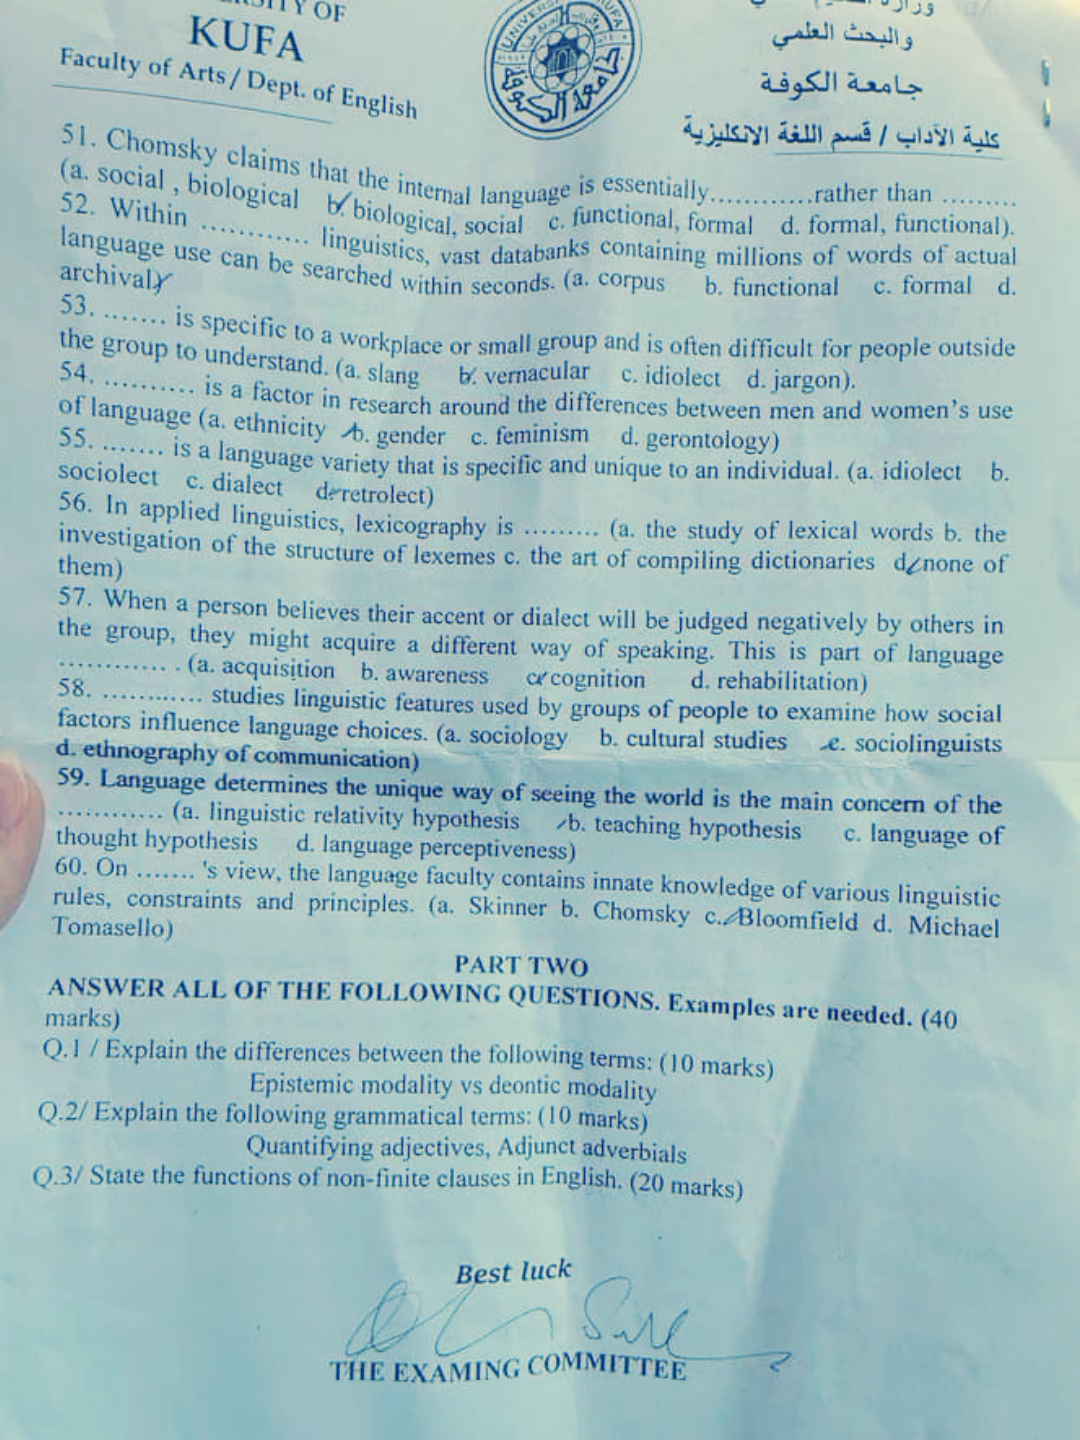 UNIVERSITY OF
KUFA
Faculty of Arts / Dept. of English
والبحث العلمي
جامعة الكوفة
كلية الآداب / قسم اللغة الانكليزية
جامعة الكوفة
51. Chomsky claims that the internal language is essentially............rather than .........
(a. social , biological b. biological, social c. functional, formal d. formal, functional).
52. Within ............ linguistics, vast databanks containing millions of words of actual
language use can be searched within seconds. (a. corpus b. functional c. formal d.
archival)
53. ....... is specific to a workplace or small group and is often difficult for people outside
the group to understand. (a. slang b. vernacular c. idiolect d. jargon).
54. .......... is a factor in research around the differences between men and women's use
of language (a. ethnicity b. gender c. feminism d. gerontology)
55. ....... is a language variety that is specific and unique to an individual. (a. idiolect b.
sociolect c. dialect d. retrolect)
56. In applied linguistics, lexicography is ......... (a. the study of lexical words b. the
investigation of the structure of lexemes c. the art of compiling dictionaries d. none of
them)
57. When a person believes their accent or dialect will be judged negatively by others in
the group, they might acquire a different way of speaking. This is part of language
............ . (a. acquisition b. awareness c. cognition d. rehabilitation)
58. ............ studies linguistic features used by groups of people to examine how social
factors influence language choices. (a. sociology b. cultural studies c. sociolinguists
d. ethnography of communication)
59. Language determines the unique way of seeing the world is the main concern of the
............ (a. linguistic relativity hypothesis b. teaching hypothesis c. language of
thought hypothesis d. language perceptiveness)
60. On ....... 's view, the language faculty contains innate knowledge of various linguistic
rules, constraints and principles. (a. Skinner b. Chomsky c. Bloomfield d. Michael
Tomasello)
PART TWO
ANSWER ALL OF THE FOLLOWING QUESTIONS. Examples are needed. (40
marks)
Q.1 / Explain the differences between the following terms: (10 marks)
Epistemic modality vs deontic modality
Q.2/ Explain the following grammatical terms: (10 marks)
Quantifying adjectives, Adjunct adverbials
Q.3/ State the functions of non-finite clauses in English. (20 marks)
Best luck
THE EXAMING COMMITTEE